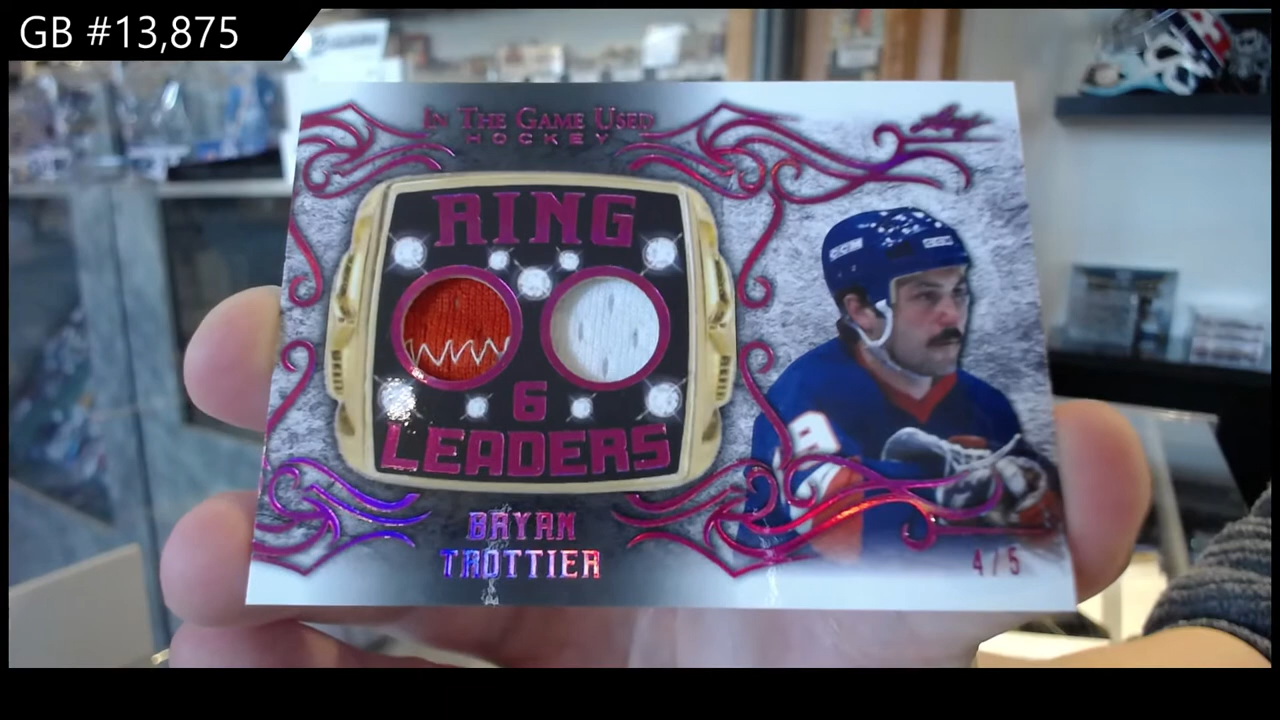 GB #13,875
IN THE GAME USED
HOCKEY
Leaf
RING
6
LEADERS
BRYAN
TROTTIER
4/5